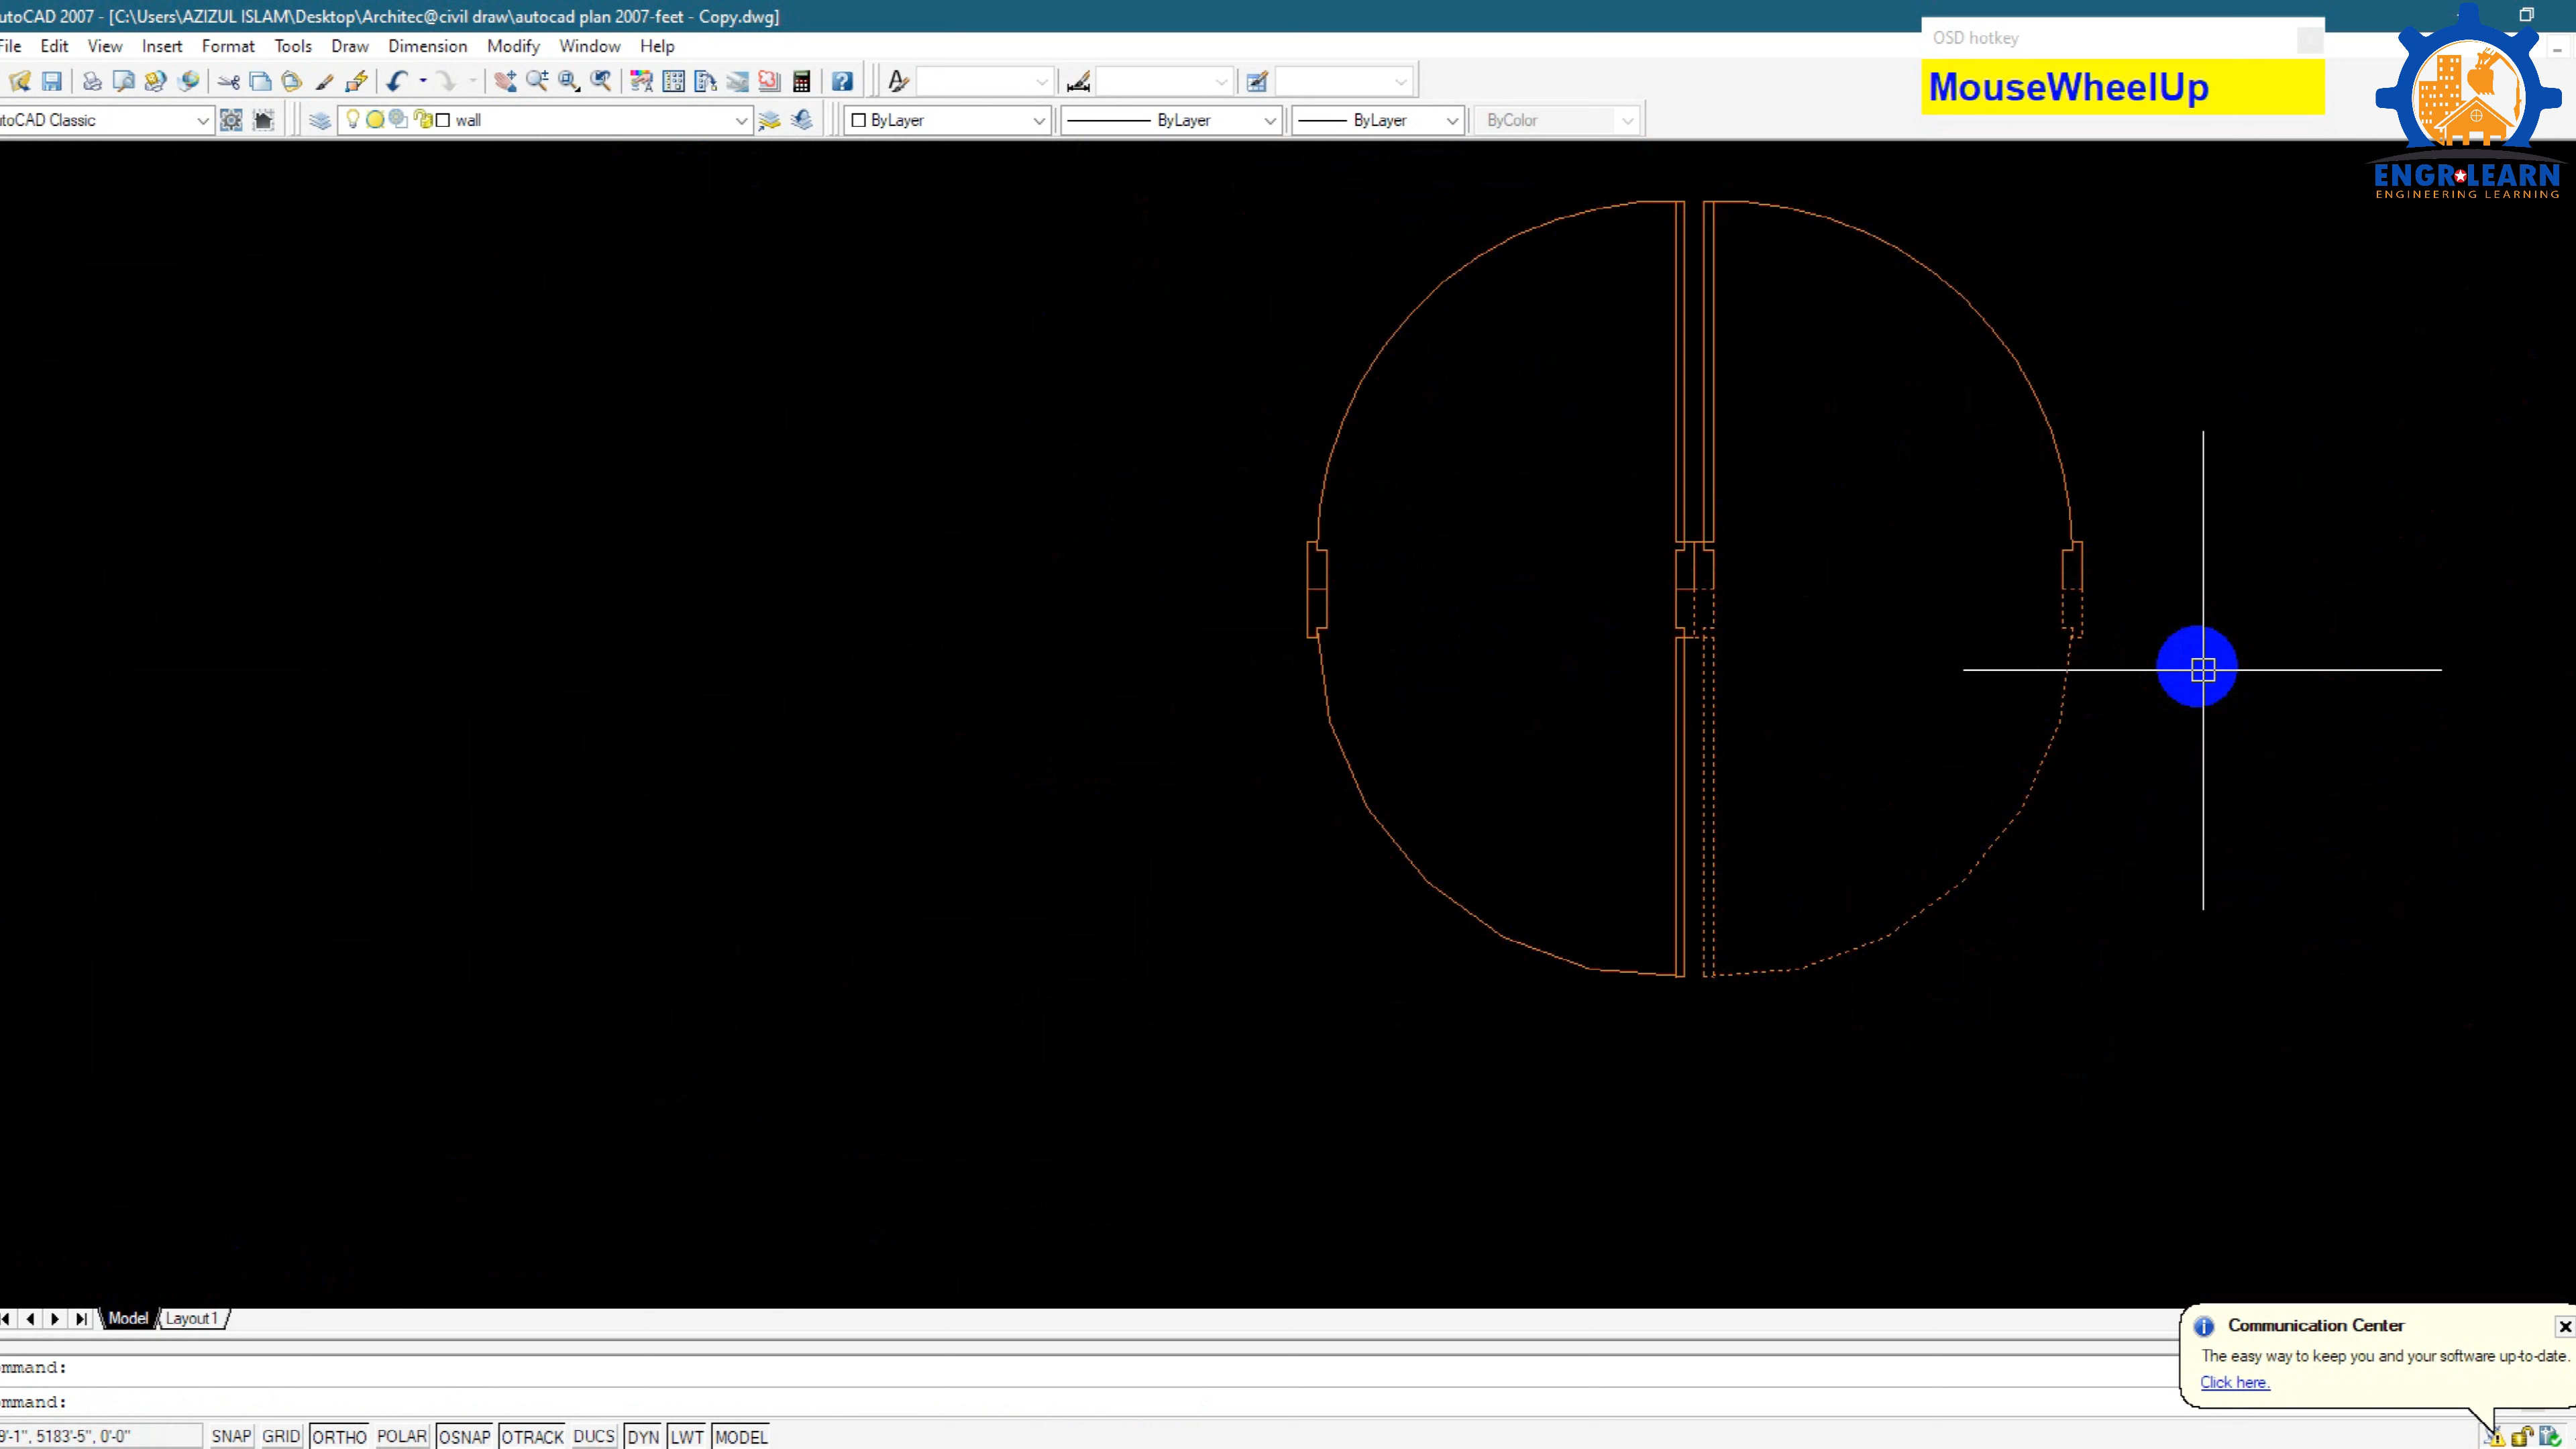 utoCAD 2007 - [C:\Users\AZIZUL ISLAM\Desktop\Architec@civil draw\autocad plan 2007-feet - Copy.dwg]
File Edit View Insert Format Tools Draw Dimension Modify Window Help
OSD hotkey
MouseWheelUp
utoCAD Classic
wall
ByLayer
ByLayer
ByLayer
ByColor
ENGR LEARN
ENGINEERING LEARNING
Model Layout1
Communication Center
The easy way to keep you and your software up-to-date.
Click here.
ommand:
ommand:
9'-1", 5183'-5", 0'-0" SNAP GRID ORTHO POLAR OSNAP OTRACK DUCS DYN LWT MODEL